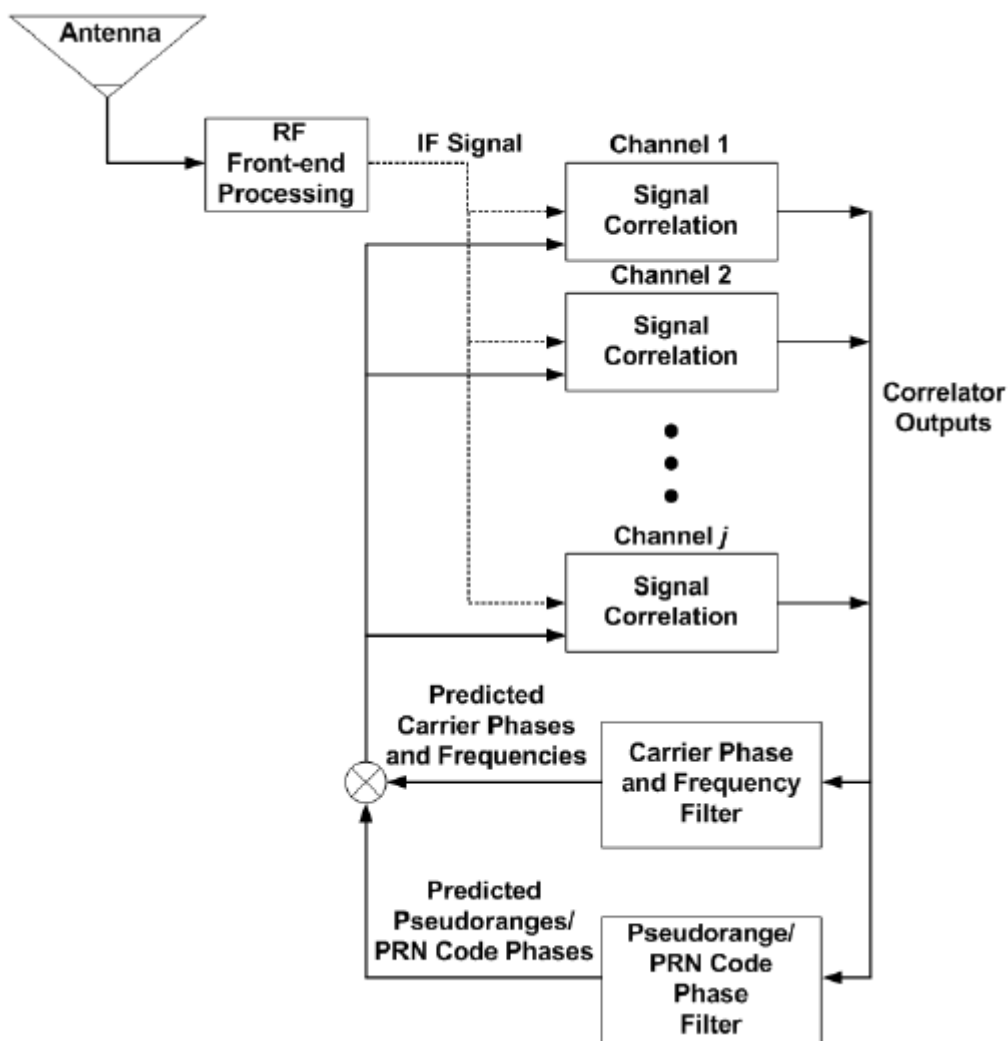 Antenna
RF
Front-end
Processing
IF Signal
Channel 1
Signal
Correlation
Channel 2
Signal
Correlation
Correlator
Outputs
Channel j
Signal
Correlation
Predicted
Carrier Phases
and Frequencies
Carrier Phase
and Frequency
Filter
Predicted
Pseudoranges/
PRN Code Phases
Pseudorange/
PRN Code
Phase
Filter